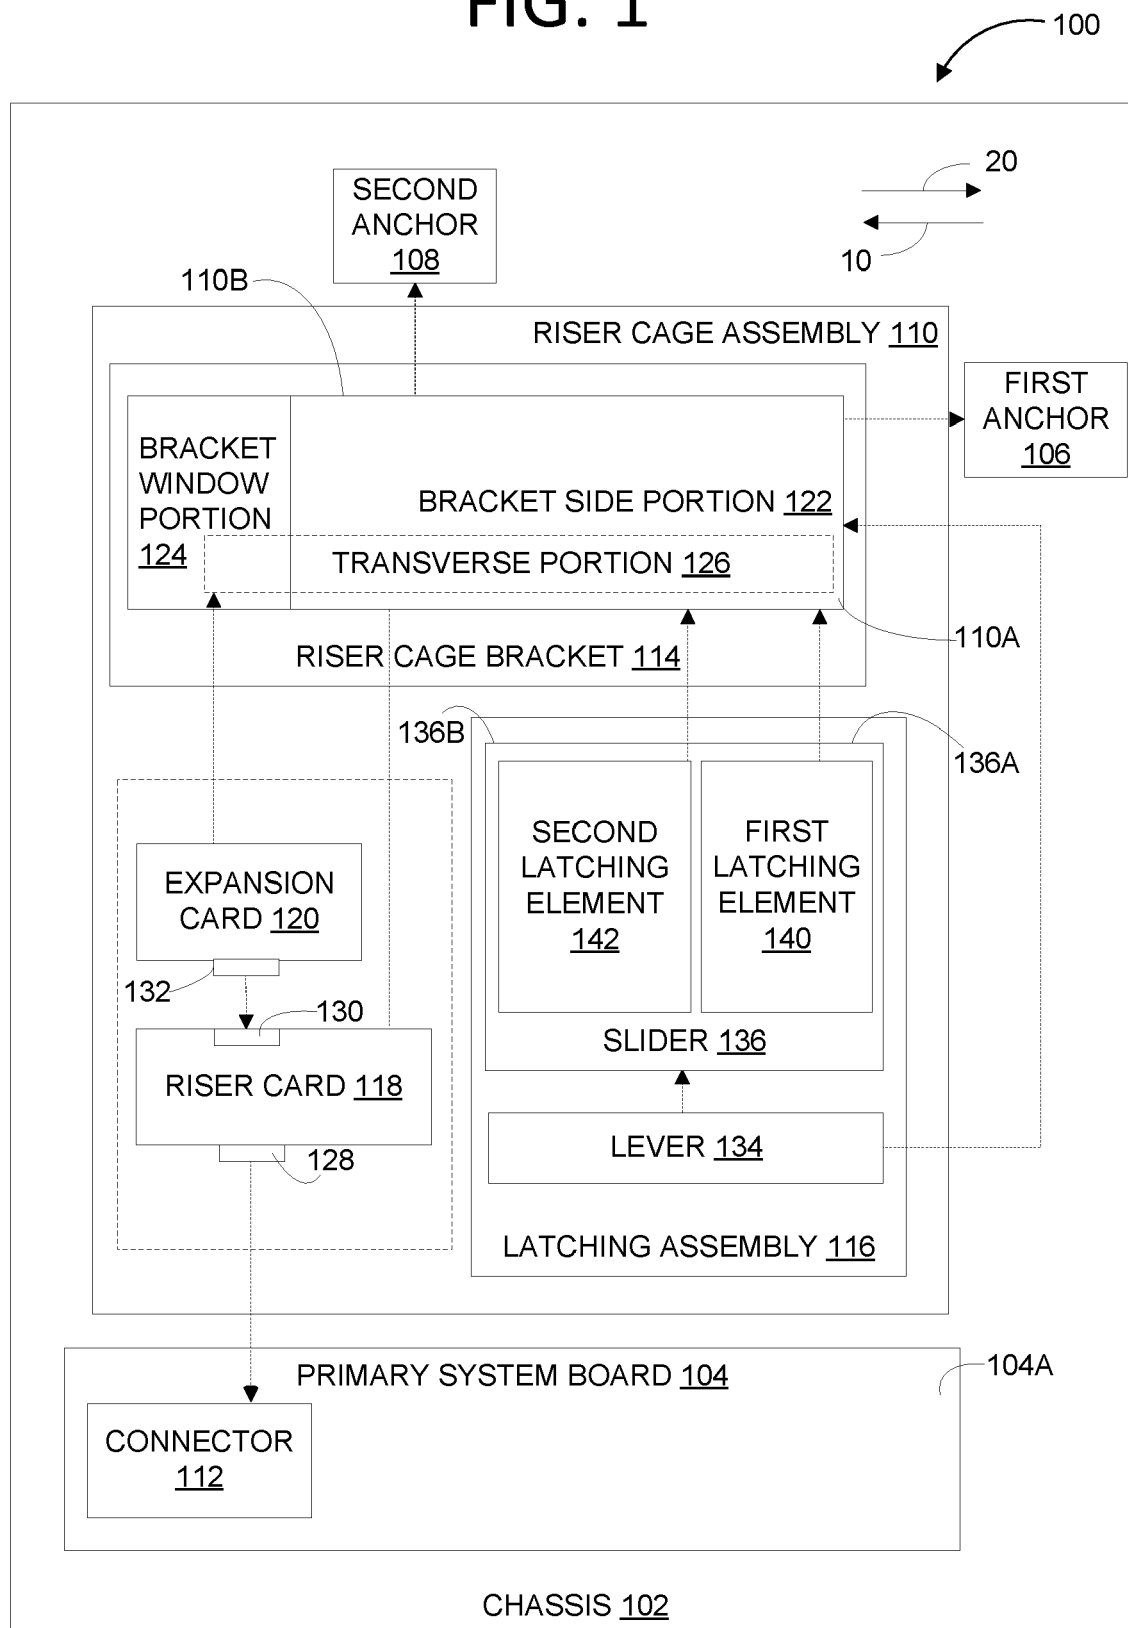 FIG. 1
100
20
10
SECOND
ANCHOR
108
110B
RISER CAGE ASSEMBLY 110
FIRST
ANCHOR
106
BRACKET
WINDOW
PORTION
124
BRACKET SIDE PORTION 122
TRANSVERSE PORTION 126
110A
RISER CAGE BRACKET 114
136B
136A
SECOND
LATCHING
ELEMENT
142
FIRST
LATCHING
ELEMENT
140
EXPANSION
CARD 120
132
130
SLIDER 136
RISER CARD 118
128
LEVER 134
LATCHING ASSEMBLY 116
PRIMARY SYSTEM BOARD 104
104A
CONNECTOR
112
CHASSIS 102